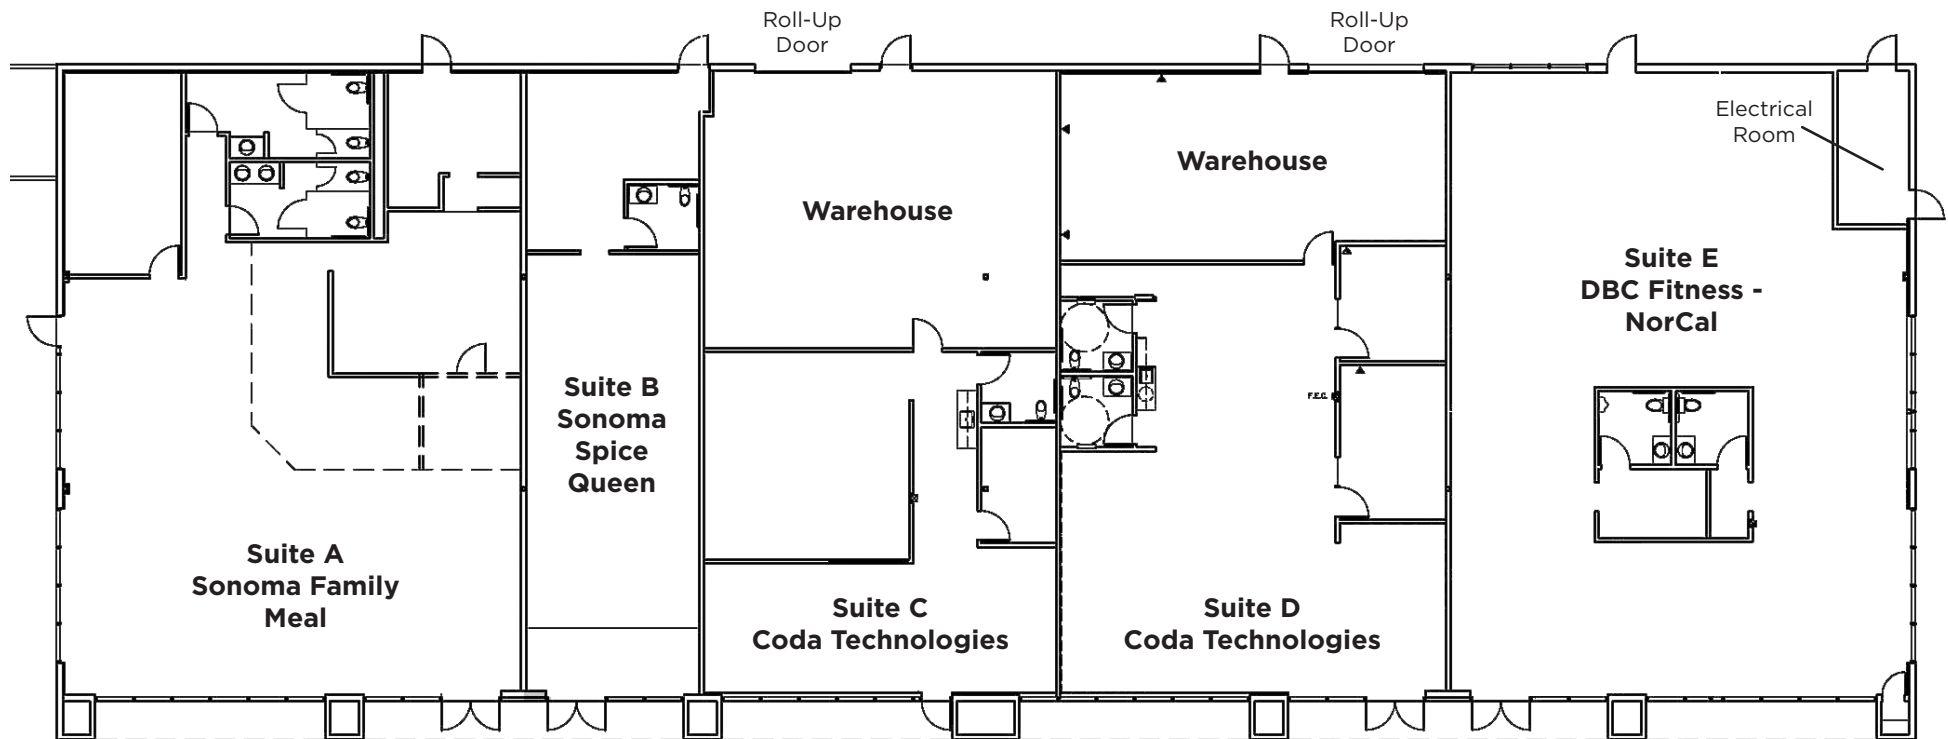 Roll-Up
Door
Roll-Up
Door
Electrical
Room
Warehouse
Warehouse
Suite E
DBC Fitness -
NorCal
Suite B
Sonoma
Spice
Queen
F.E.C.
Suite A
Sonoma Family
Meal
Suite C
Coda Technologies
Suite D
Coda Technologies